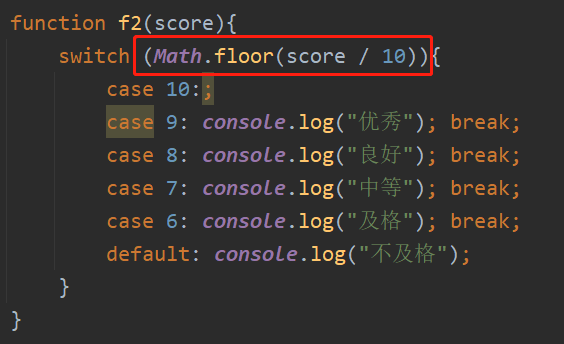 function f2(score){
switch (Math.floor(score / 10)){
case 10:;
case 9: console.log("优秀"); break;
case 8: console.log("良好"); break;
case 7: console.log("中等"); break;
case 6: console.log("及格"); break;
default: console.log("不及格");
}
}